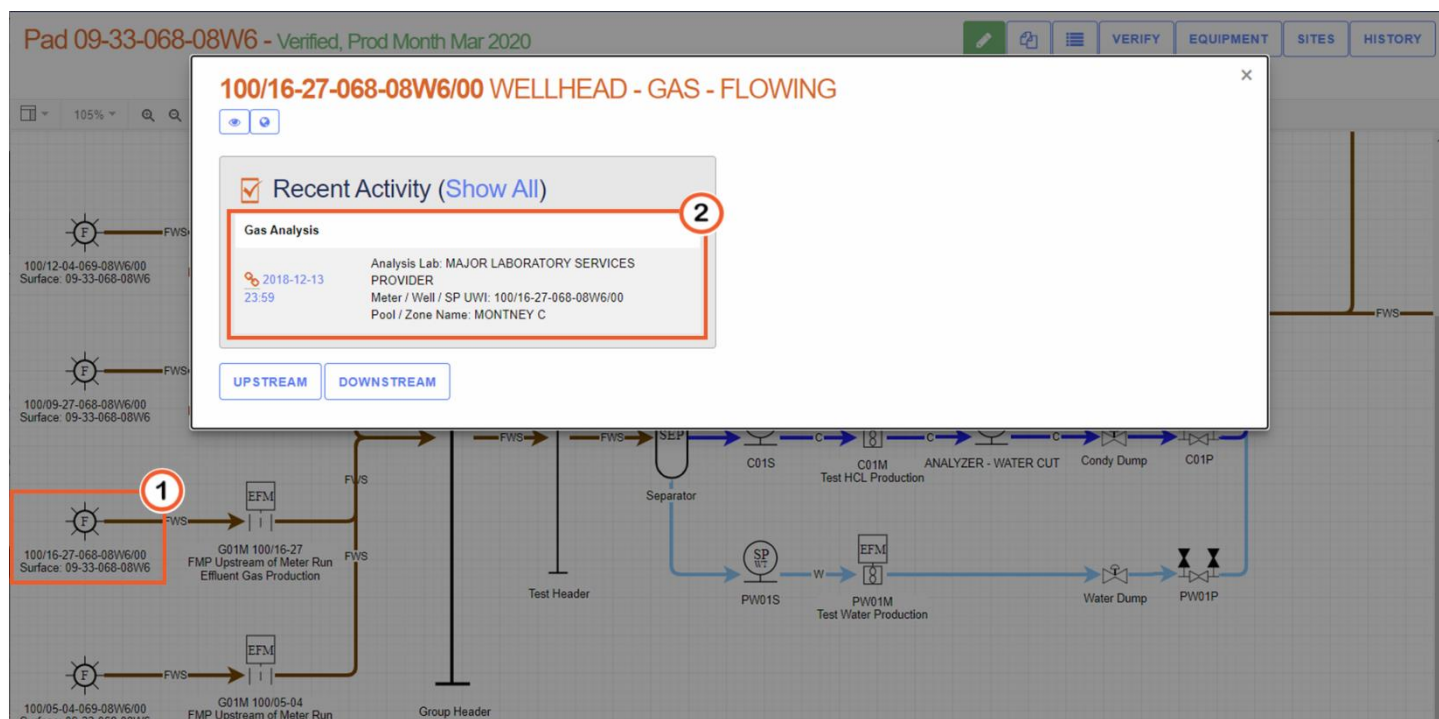 Pad 09-33-068-08W6 - Verified, Prod Month Mar 2020
VERIFY
EQUIPMENT
SITES
HISTORY
105%
100/16-27-068-08W6/00 WELLHEAD - GAS - FLOWING
×
Recent Activity (Show All)
2
Gas Analysis
2018-12-13
23:59
Analysis Lab: MAJOR LABORATORY SERVICES
PROVIDER
Meter / Well / SP UWI: 100/16-27-068-08W6/00
Pool / Zone Name: MONTNEY C
UPSTREAM
DOWNSTREAM
F
FWS
100/12-04-069-08W6/00
Surface: 09-33-068-08W6
FWS
F
FWS
100/09-27-068-08W6/00
Surface: 09-33-068-08W6
FWS
FWS
SEP
C
C
C
C01S
C01M
Test HCL Production
ANALYZER - WATER CUT
Condy Dump
C01P
Separator
1
F
FWS
EFM
FWS
100/16-27-068-08W6/00
Surface: 09-33-068-08W6
G01M 100/16-27
FMP Upstream of Meter Run
Effluent Gas Production
FWS
Test Header
SP
WT
W
EFM
PW01S
PW01M
Test Water Production
Water Dump
PW01P
F
FWS
EFM
100/05-04-069-08W6/00
G01M 100/05-04
FMP Upstream of Meter Run
Group Header